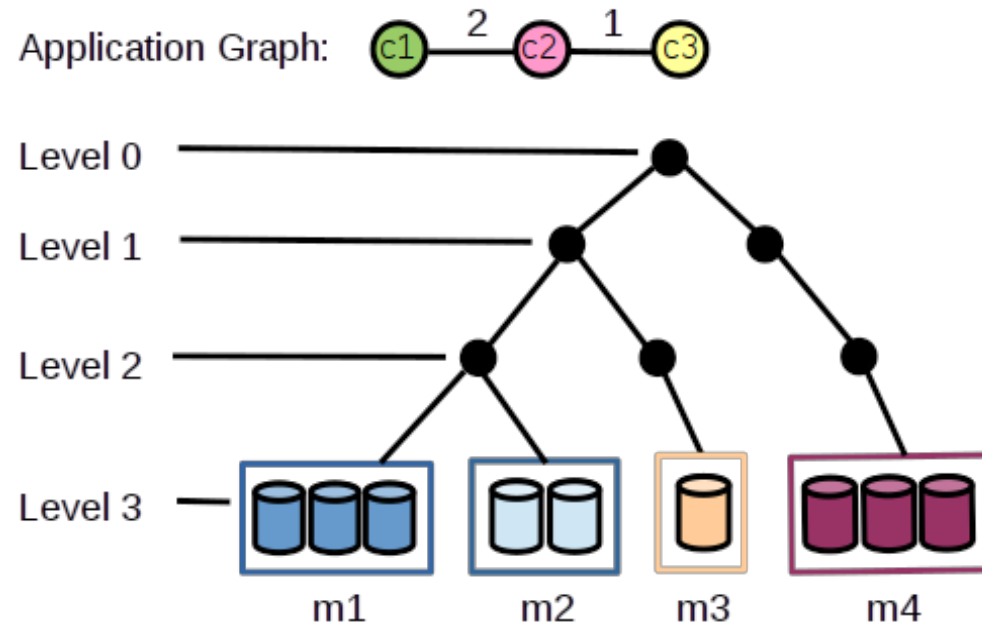 Application Graph: c1 2 c2 1 c3
Level 0
Level 1
Level 2
Level 3
m1 m2 m3 m4